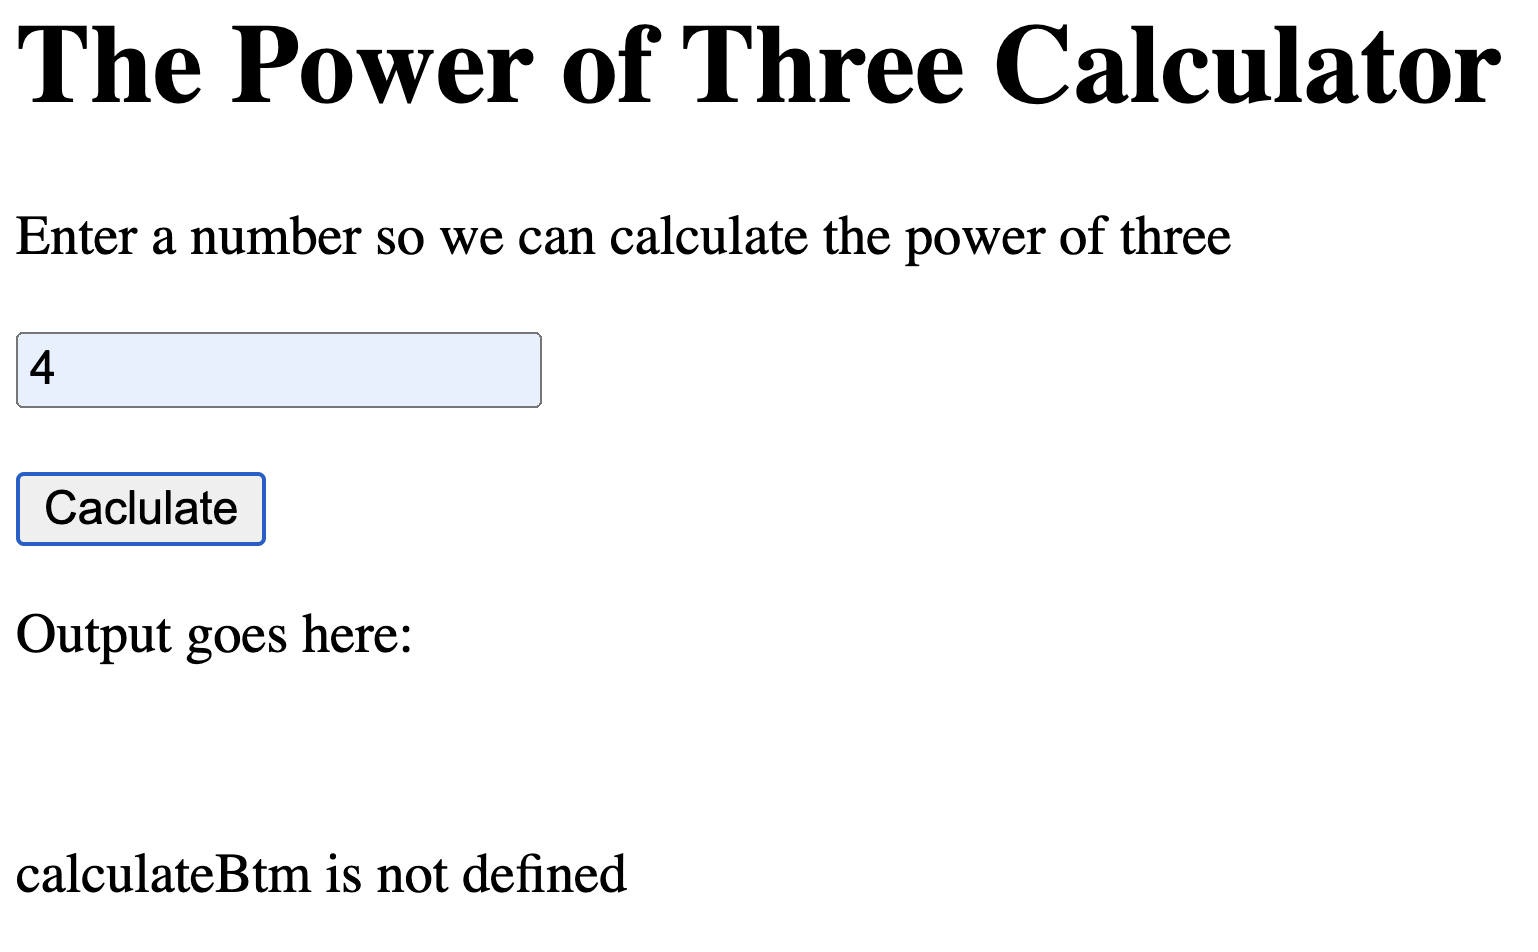 The Power of Three Calculator
Enter a number so we can calculate the power of three
4
Caclulate
Output goes here:
calculateBtm is not defined